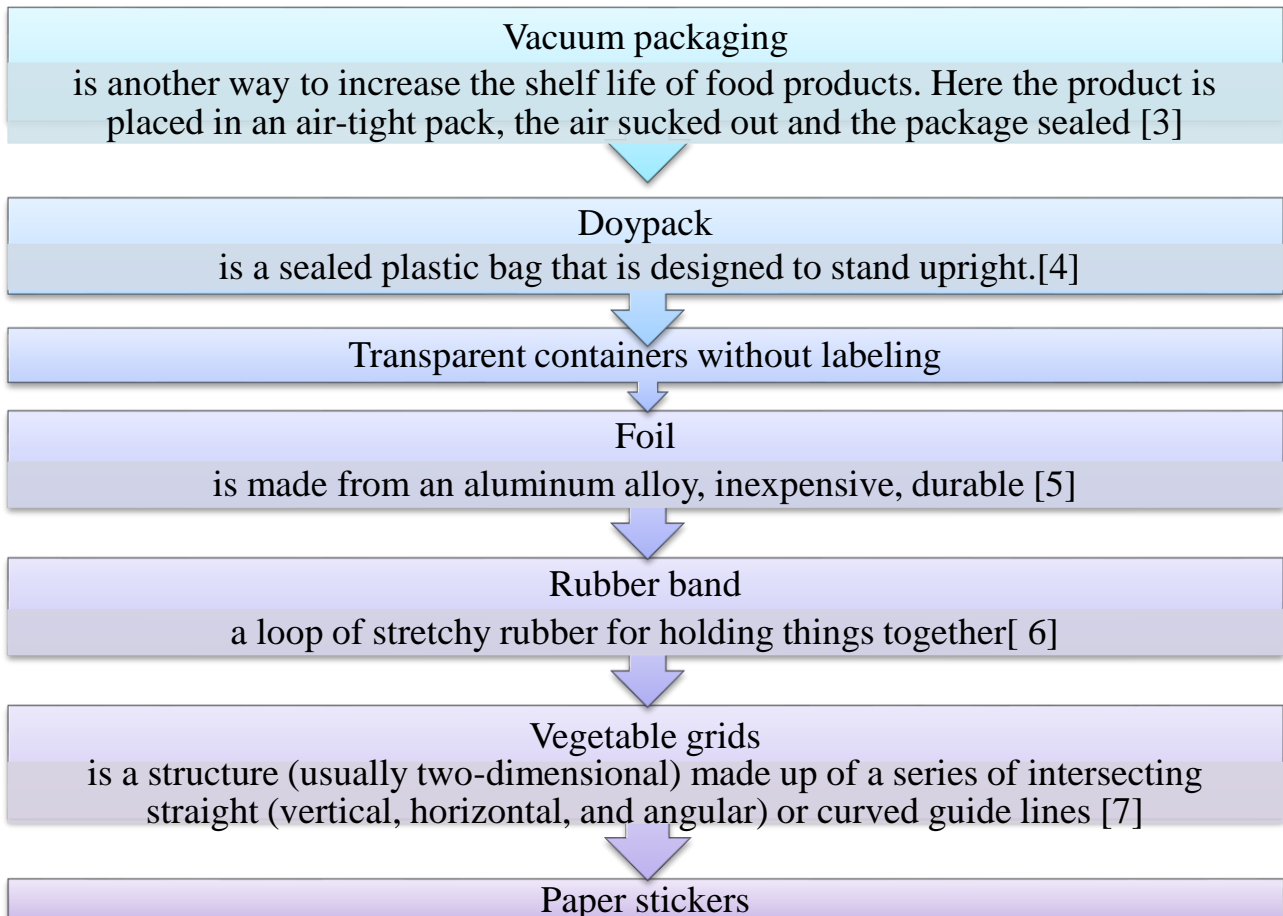 Vacuum packaging
is another way to increase the shelf life of food products. Here the product is
placed in an air-tight pack, the air sucked out and the package sealed [3]
Doypack
is a sealed plastic bag that is designed to stand upright.[4]
Transparent containers without labeling
Foil
is made from an aluminum alloy, inexpensive, durable [5]
Rubber band
a loop of stretchy rubber for holding things together[ 6]
Vegetable grids
is a structure (usually two-dimensional) made up of a series of intersecting
straight (vertical, horizontal, and angular) or curved guide lines [7]
Paper stickers